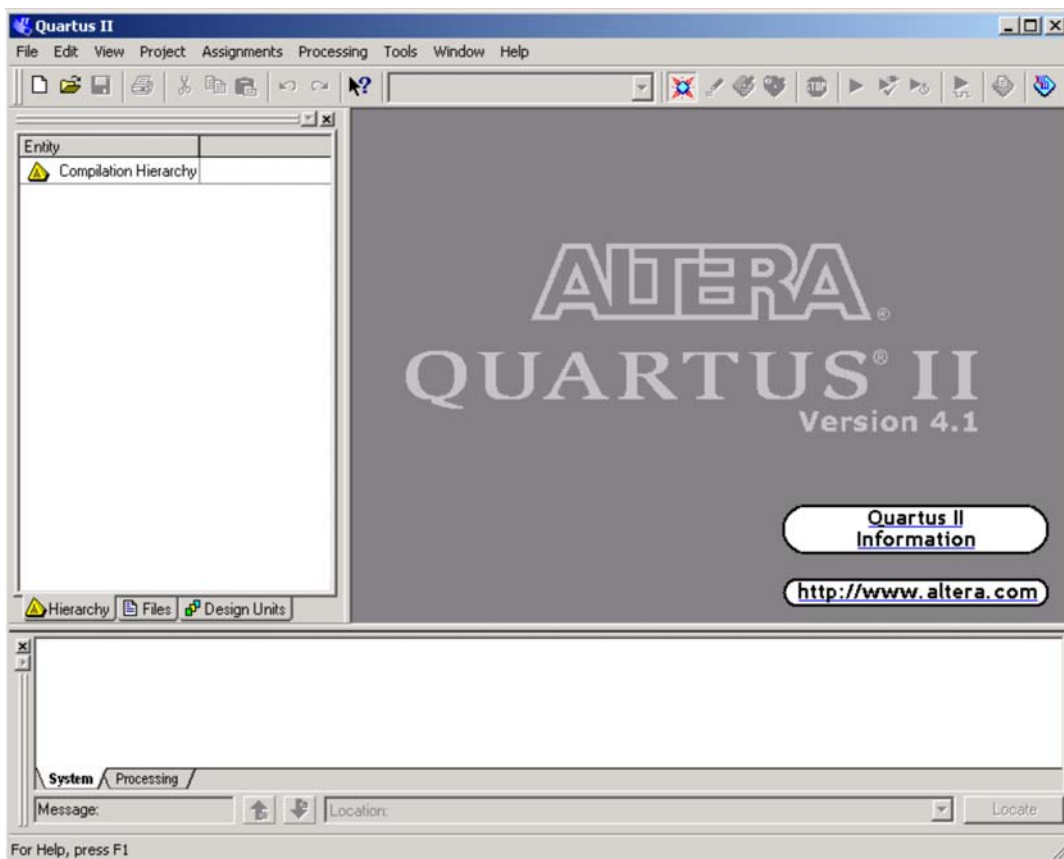 Quartus II
File Edit View Project Assignments Processing Tools Window Help
STOP
Entity
Compilation Hierarchy
ALTERA®
QUARTUS® II
Version 4.1
Quartus II
Information
http://www.altera.com
Hierarchy Files Design Units
System Processing
Message: Location: Locate
For Help, press F1